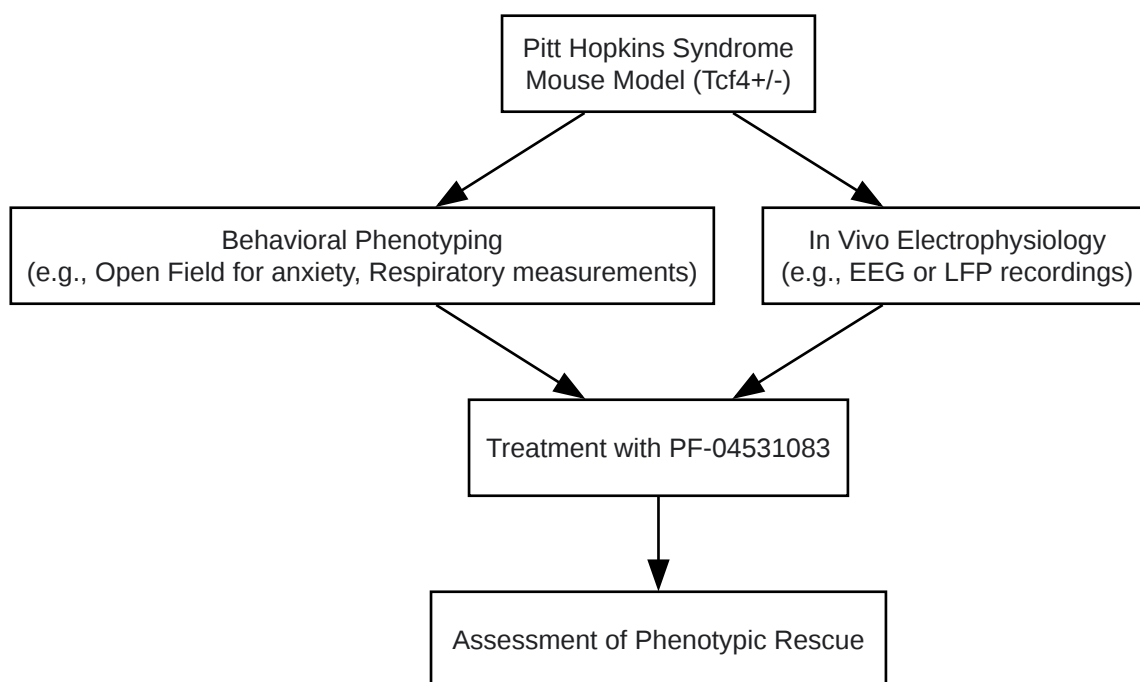 Pitt Hopkins Syndrome
Mouse Model (Tcf4+/-)
Behavioral Phenotyping
(e.g., Open Field for anxiety, Respiratory measurements)
In Vivo Electrophysiology
(e.g., EEG or LFP recordings)
Treatment with PF-04531083
Assessment of Phenotypic Rescue